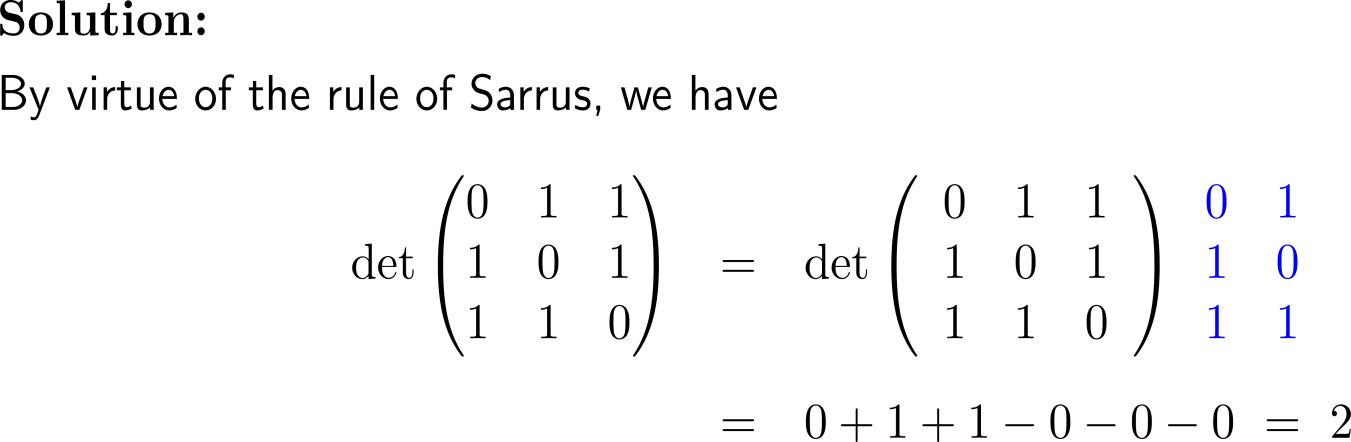 Solution:
By virtue of the rule of Sarrus, we have
0 1 1 0 1 1 0 1
det 1 0 1 = det 1 0 1 1 0
1 1 0 1 1 0 1 1
= 0 + 1 + 1 − 0 − 0 − 0 = 2